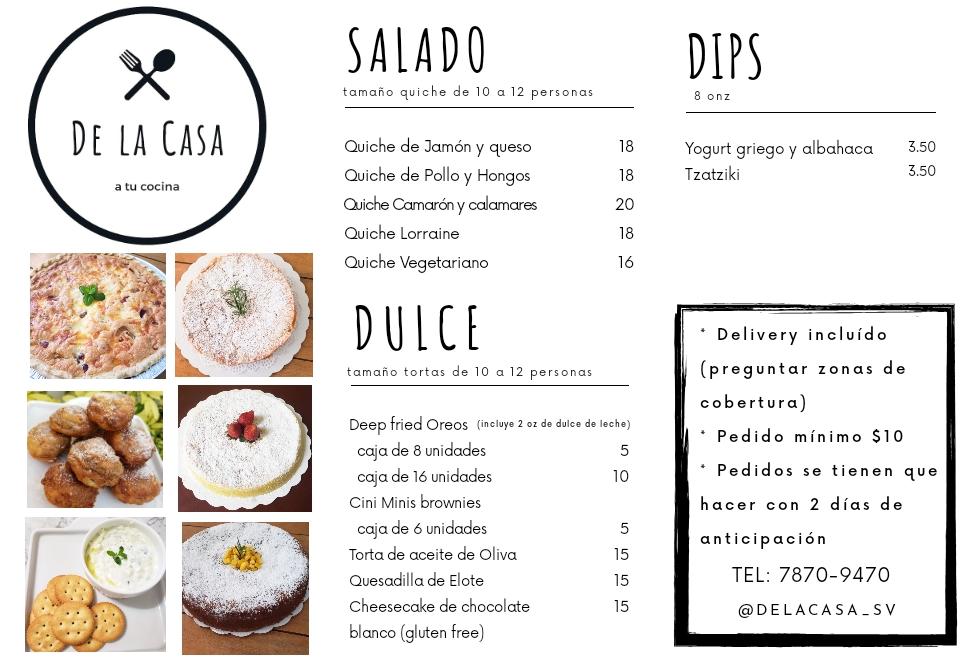 DE LA CASA
a tu cocina
SALADO
tamaño quiche de 10 a 12 personas
Quiche de Jamón y queso 18
Quiche de Pollo y Hongos 18
Quiche Camarón y calamares 20
Quiche Lorraine 18
Quiche Vegetariano 16
DULCE
tamaño tortas de 10 a 12 personas
Deep fried Oreos (incluye 2 oz de dulce de leche)
caja de 8 unidades 5
caja de 16 unidades 10
Cini Minis brownies
caja de 6 unidades 5
Torta de aceite de Oliva 15
Quesadilla de Elote 15
Cheesecake de chocolate 15
blanco (gluten free)
DIPS
8 onz
Yogurt griego y albahaca 3.50
Tzatziki 3.50
* Delivery incluído
(preguntar zonas de
cobertura)
* Pedido mínimo $10
* Pedidos se tienen que
hacer con 2 días de
anticipación
TEL: 7870-9470
@DELACASA_SV